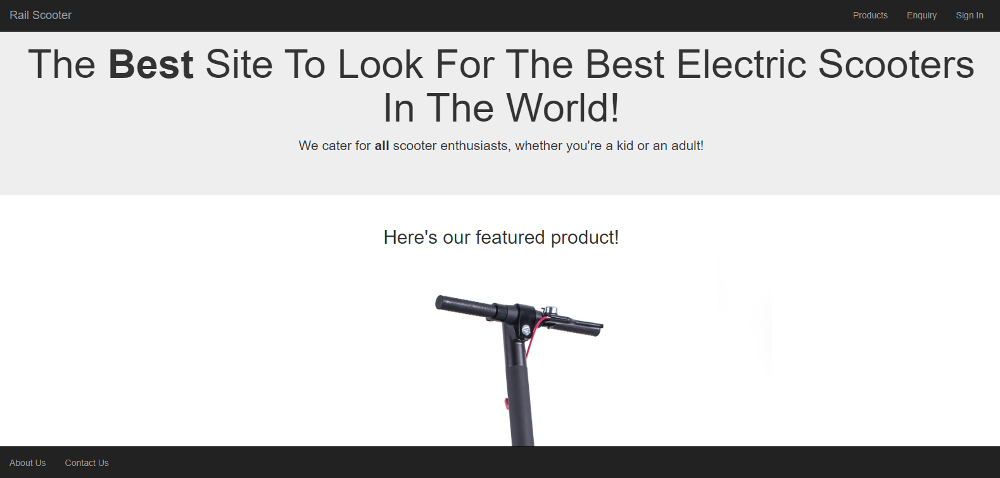 Rail Scooter
Products Enquiry Sign In
The Best Site To Look For The Best Electric Scooters
In The World!
We cater for all scooter enthusiasts, whether you're a kid or an adult!
Here's our featured product!
About Us Contact Us